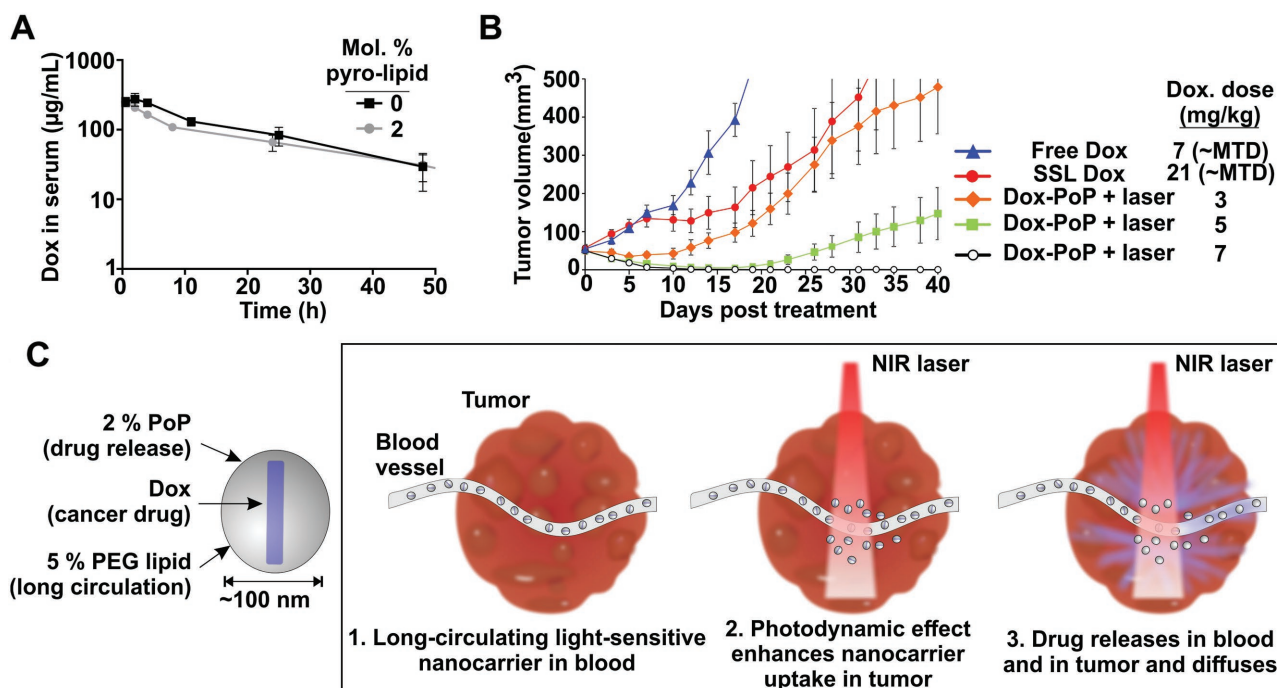 A
Dox in serum (µg/mL)
1000
100
10
1
0
10
20
30
40
50
Time (h)
Mol. %
pyro-lipid
0
2
B
Tumor volume(mm3)
500
400
300
200
100
0
0
5
10
15
20
25
31
35
40
Days post treatment
Dox. dose
(mg/kg)
Free Dox 7 (~MTD)
SSL Dox 21 (~MTD)
Dox-PoP + laser 3
Dox-PoP + laser 5
Dox-PoP + laser 7
C
2 % PoP
(drug release)
Dox
(cancer drug)
5 % PEG lipid
(long circulation)
~100 nm
Tumor
Blood
vessel
1. Long-circulating light-sensitive
nanocarrier in blood
NIR laser
2. Photodynamic effect
enhances nanocarrier
uptake in tumor
NIR laser
3. Drug releases in blood
and in tumor and diffuses